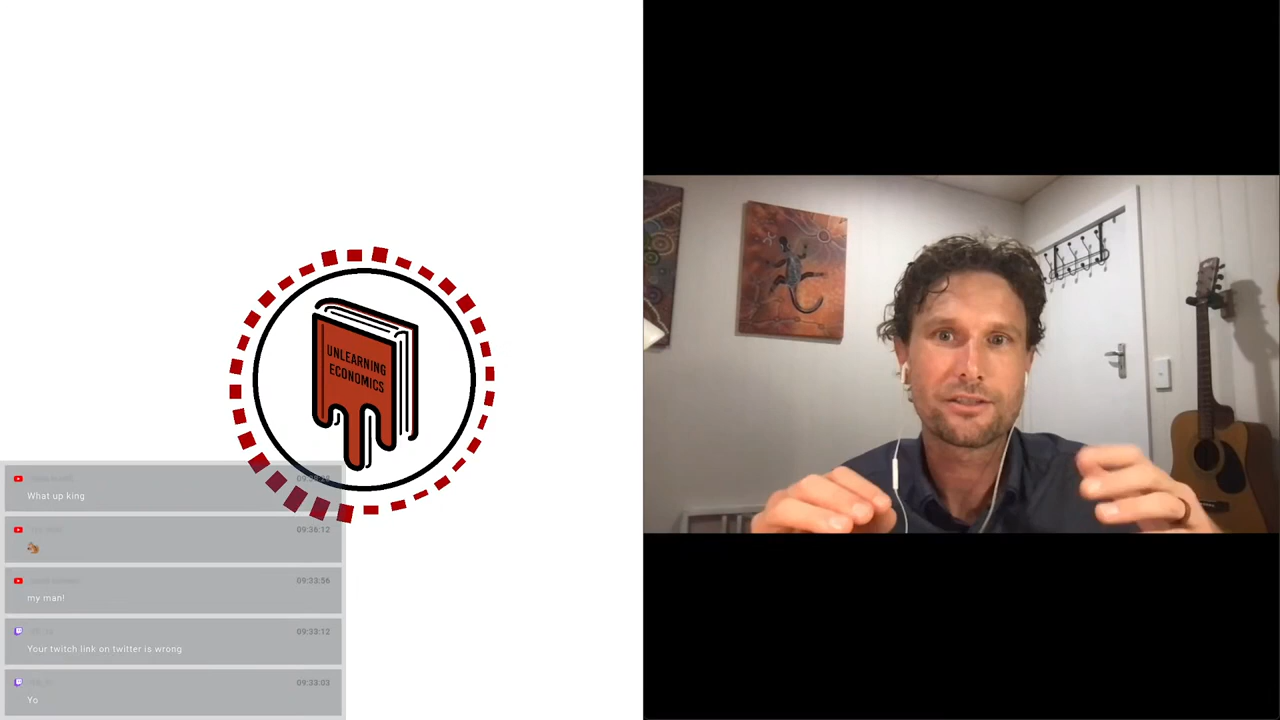 UNLEARNING
ECONOMICS
What up king
09:36:12
09:33:56
my man!
09:33:12
Your twitch link on twitter is wrong
09:33:03
Yo